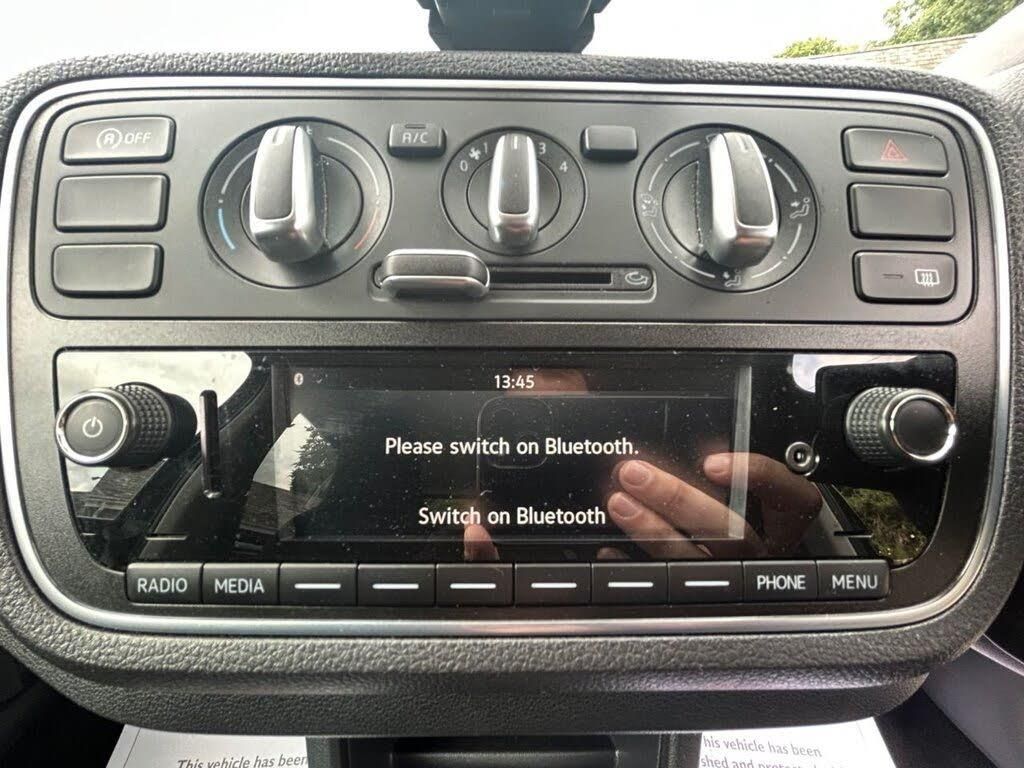 A OFF
A/C
0 1 3 4
13:45
Please switch on Bluetooth.
Switch on Bluetooth
RADIO MEDIA PHONE MENU
This vehicle has been
his vehicle has been
shed and